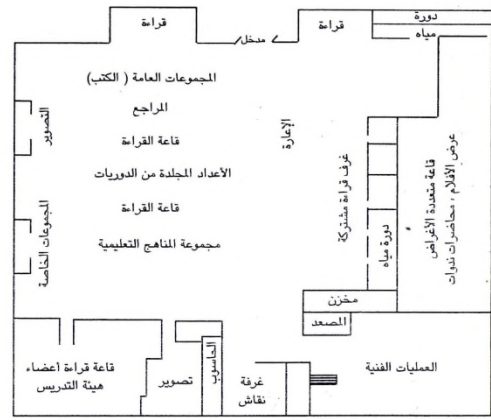 دورة
مياه
قراءة
مدخل
قراءة
المجموعات العامة ( الكتب)
المراجع
التصوير
قاعة القراءة
الإعارة
الأعداد المجلدة من الدوريات
قاعة القراءة
المجموعات الخاصة
مجموعة المناهج التعليمية
غرف قراءة مشتركة
دورة مياه
قاعة متعددة الأغراض
عرض الأفلام ، محاضرات ندوات
مخزن
المصعد
العمليات الفنية
غرفة
نقاش
الحاسوب
تصوير
قاعة قراءة أعضاء
هيئة التدريس